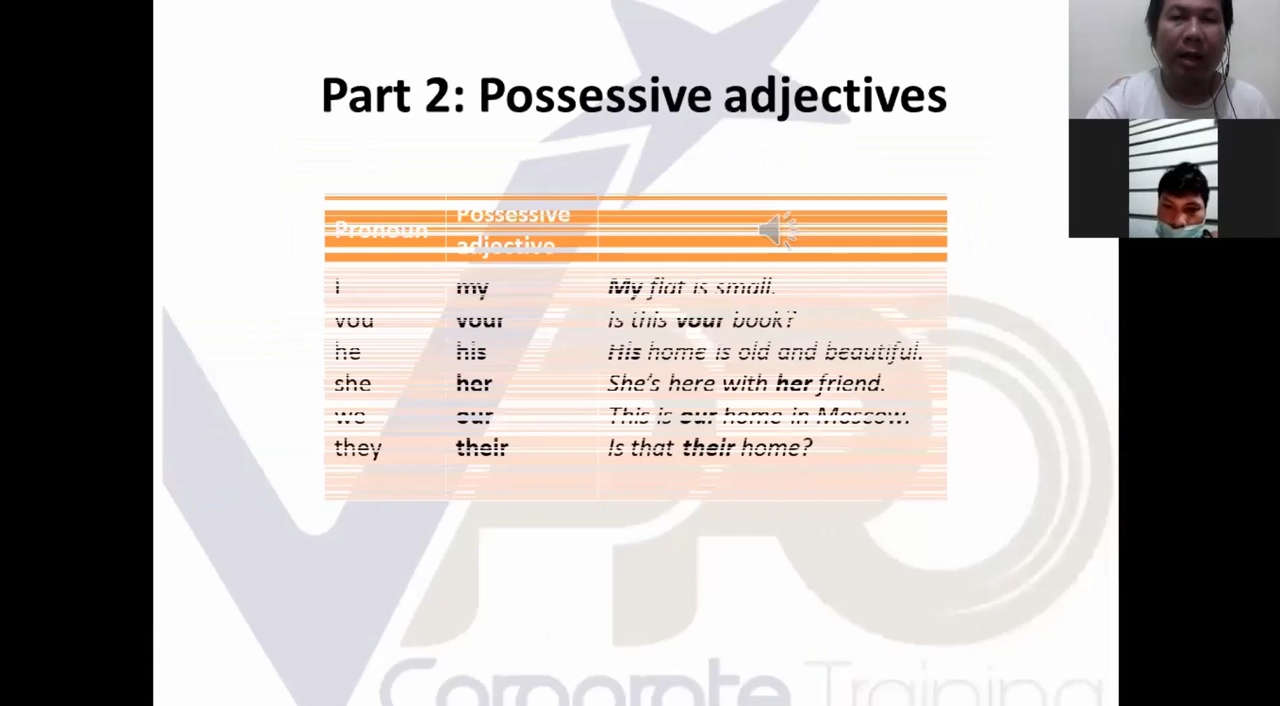 Part 2: Possessive adjectives
Pronoun Possessive adjective
I my My flat is small.
you your Is this your book?
he his His home is old and beautiful.
she her She's here with her friend.
we our This is our home in Moscow.
they their Is that their home?
VPRO
Corporate Training